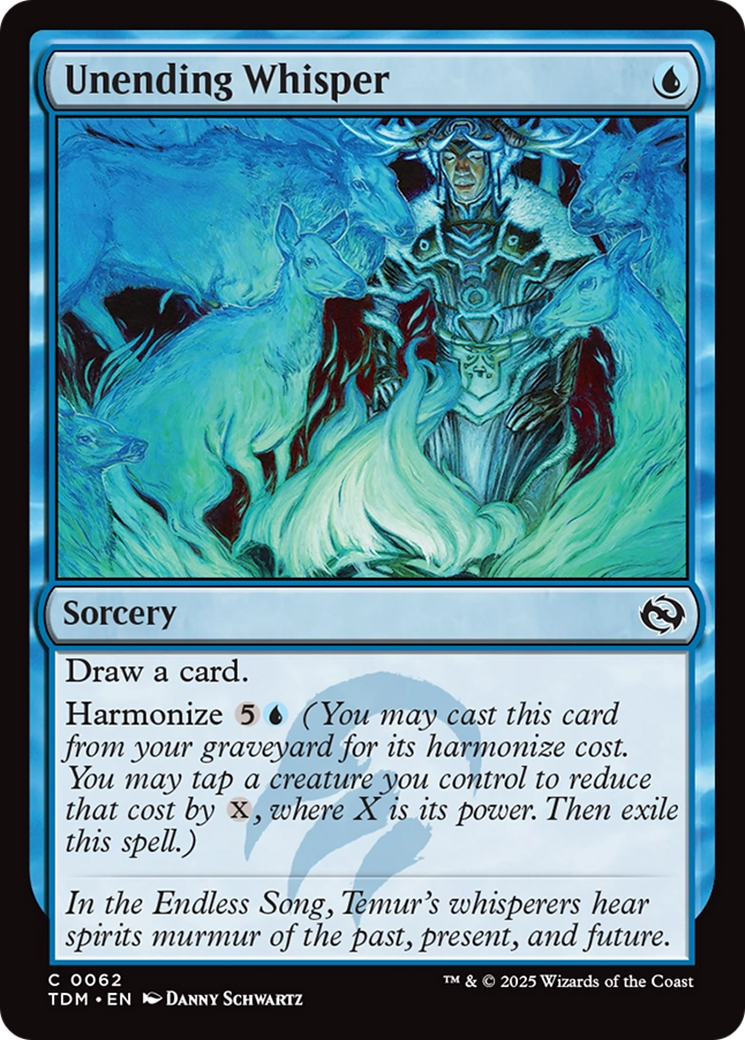 Unending Whisper
Sorcery
Draw a card.
Harmonize 5 (You may cast this card
from your graveyard for its harmonize cost.
You may tap a creature you control to reduce
that cost by X, where X is its power. Then exile
this spell.)
In the Endless Song, Temur's whisperers hear
spirits murmur of the past, present, and future.
C 0062
TDM • EN Danny Schwartz
™ & © 2025 Wizards of the Coast